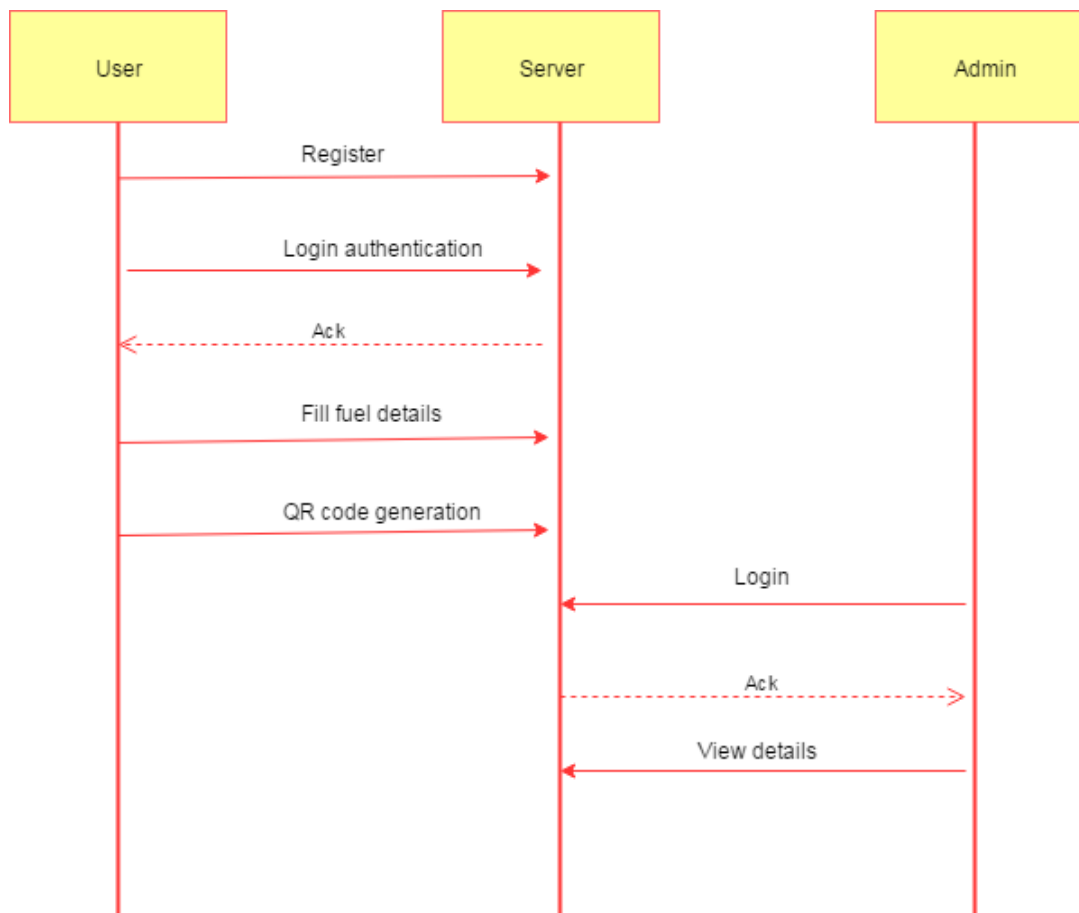 User
Server
Admin
Register
Login authentication
Ack
Fill fuel details
QR code generation
Login
Ack
View details